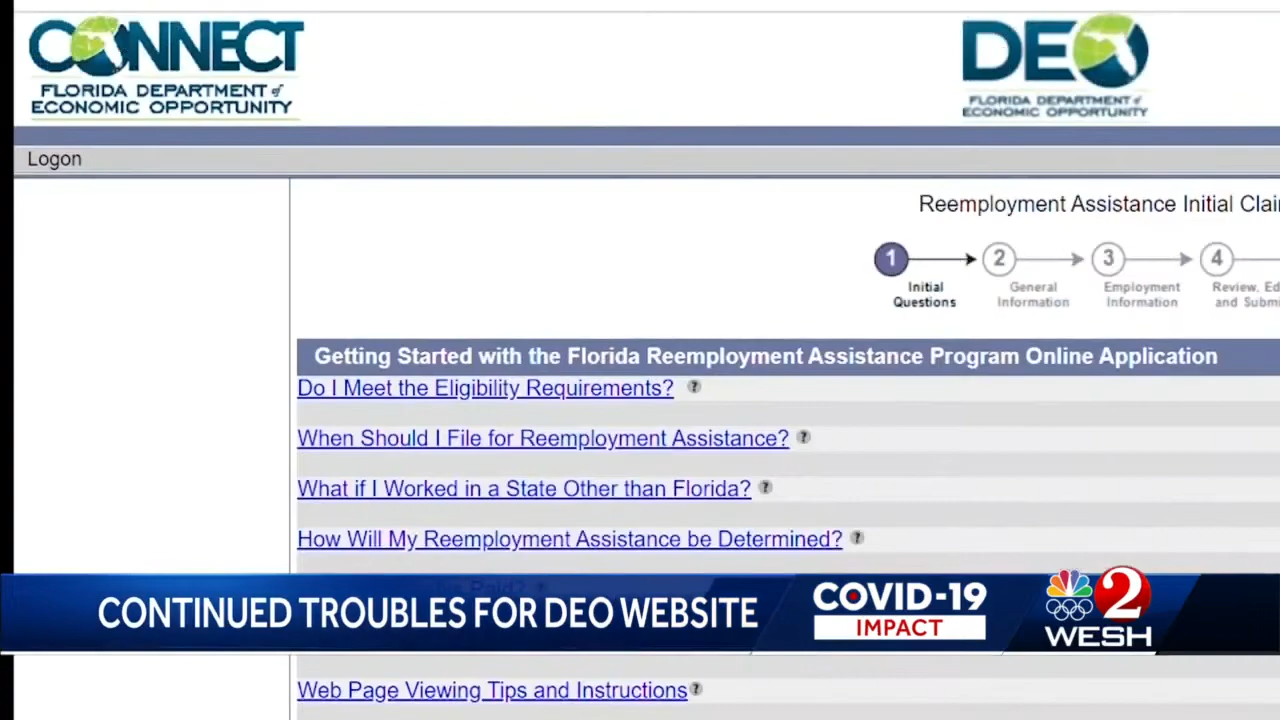 CONNECT
FLORIDA DEPARTMENT of
ECONOMIC OPPORTUNITY
DEO
FLORIDA DEPARTMENT of
ECONOMIC OPPORTUNITY
Logon
Reemployment Assistance Initial Clai
1
2
3
4
Initial
Questions
General
Information
Employment
Information
Review, Ed
and Submi
Getting Started with the Florida Reemployment Assistance Program Online Application
Do I Meet the Eligibility Requirements? ?
When Should I File for Reemployment Assistance? ?
What if I Worked in a State Other than Florida? ?
How Will My Reemployment Assistance be Determined? ?
CONTINUED TROUBLES FOR DEO WEBSITE
COVID-19
IMPACT
2
WESH
Web Page Viewing Tips and Instructions ?